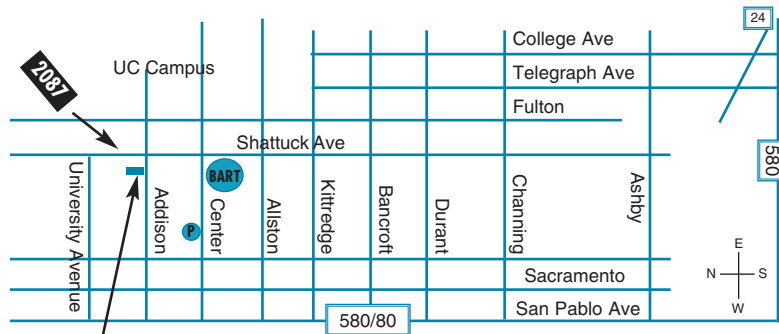 24
College Ave
UC Campus
Telegraph Ave
2087
Fulton
Shattuck Ave
580
BART
University Avenue
Addison
P
Center
Allston
Kittredge
Bancroft
Durant
Channing
Ashby
E
N
S
W
Sacramento
San Pablo Ave
580/80